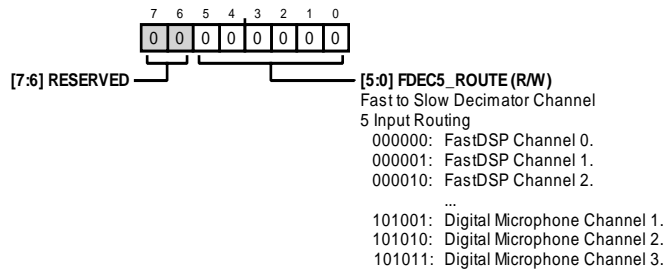 7 6 5 4 3 2 1 0
0 0 0 0 0 0 0 0
[7:6] RESERVED
[5:0] FDEC5_ROUTE (R/W)
Fast to Slow Decimator Channel
5 Input Routing
000000: FastDSP Channel 0.
000001: FastDSP Channel 1.
000010: FastDSP Channel 2.
...
101001: Digital Microphone Channel 1.
101010: Digital Microphone Channel 2.
101011: Digital Microphone Channel 3.